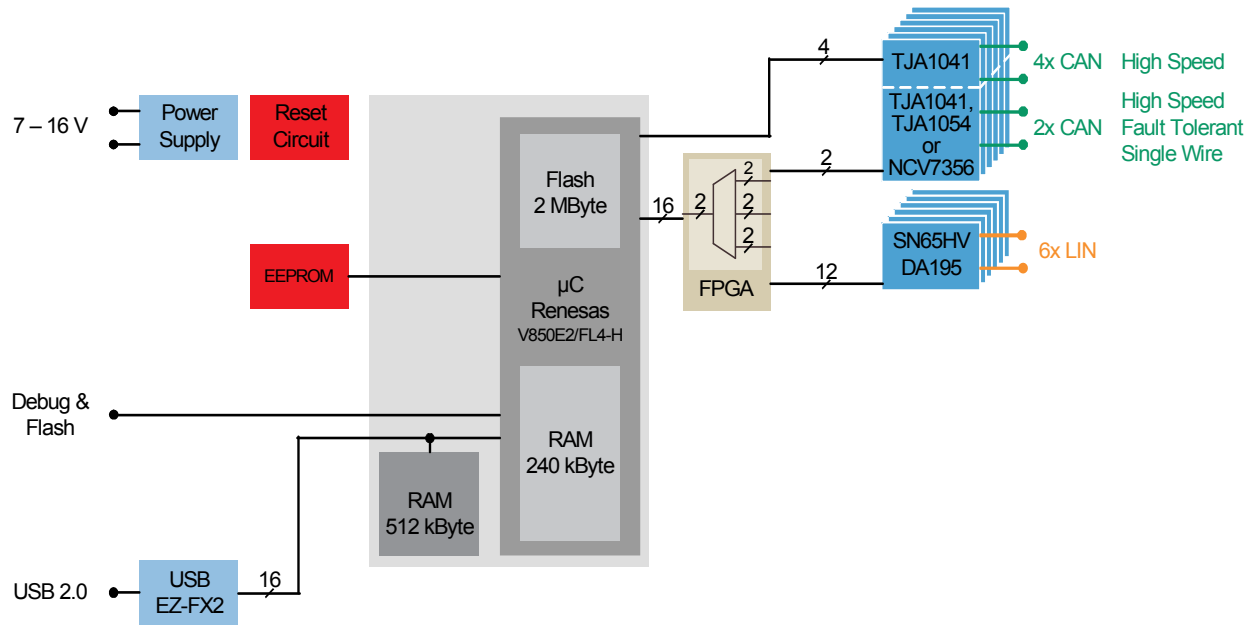 7 – 16 V
Power
Supply
Reset
Circuit
EEPROM
Debug &
Flash
USB 2.0
USB
EZ-FX2
16
RAM
512 kByte
Flash
2 MByte
µC
Renesas
V850E2/FL4-H
RAM
240 kByte
16
2
2
2
2
FPGA
4
2
12
TJA1041
TJA1041,
TJA1054
or
NCV7356
4x CAN High Speed
2x CAN
High Speed
Fault Tolerant
Single Wire
SN65HV
DA195
6x LIN